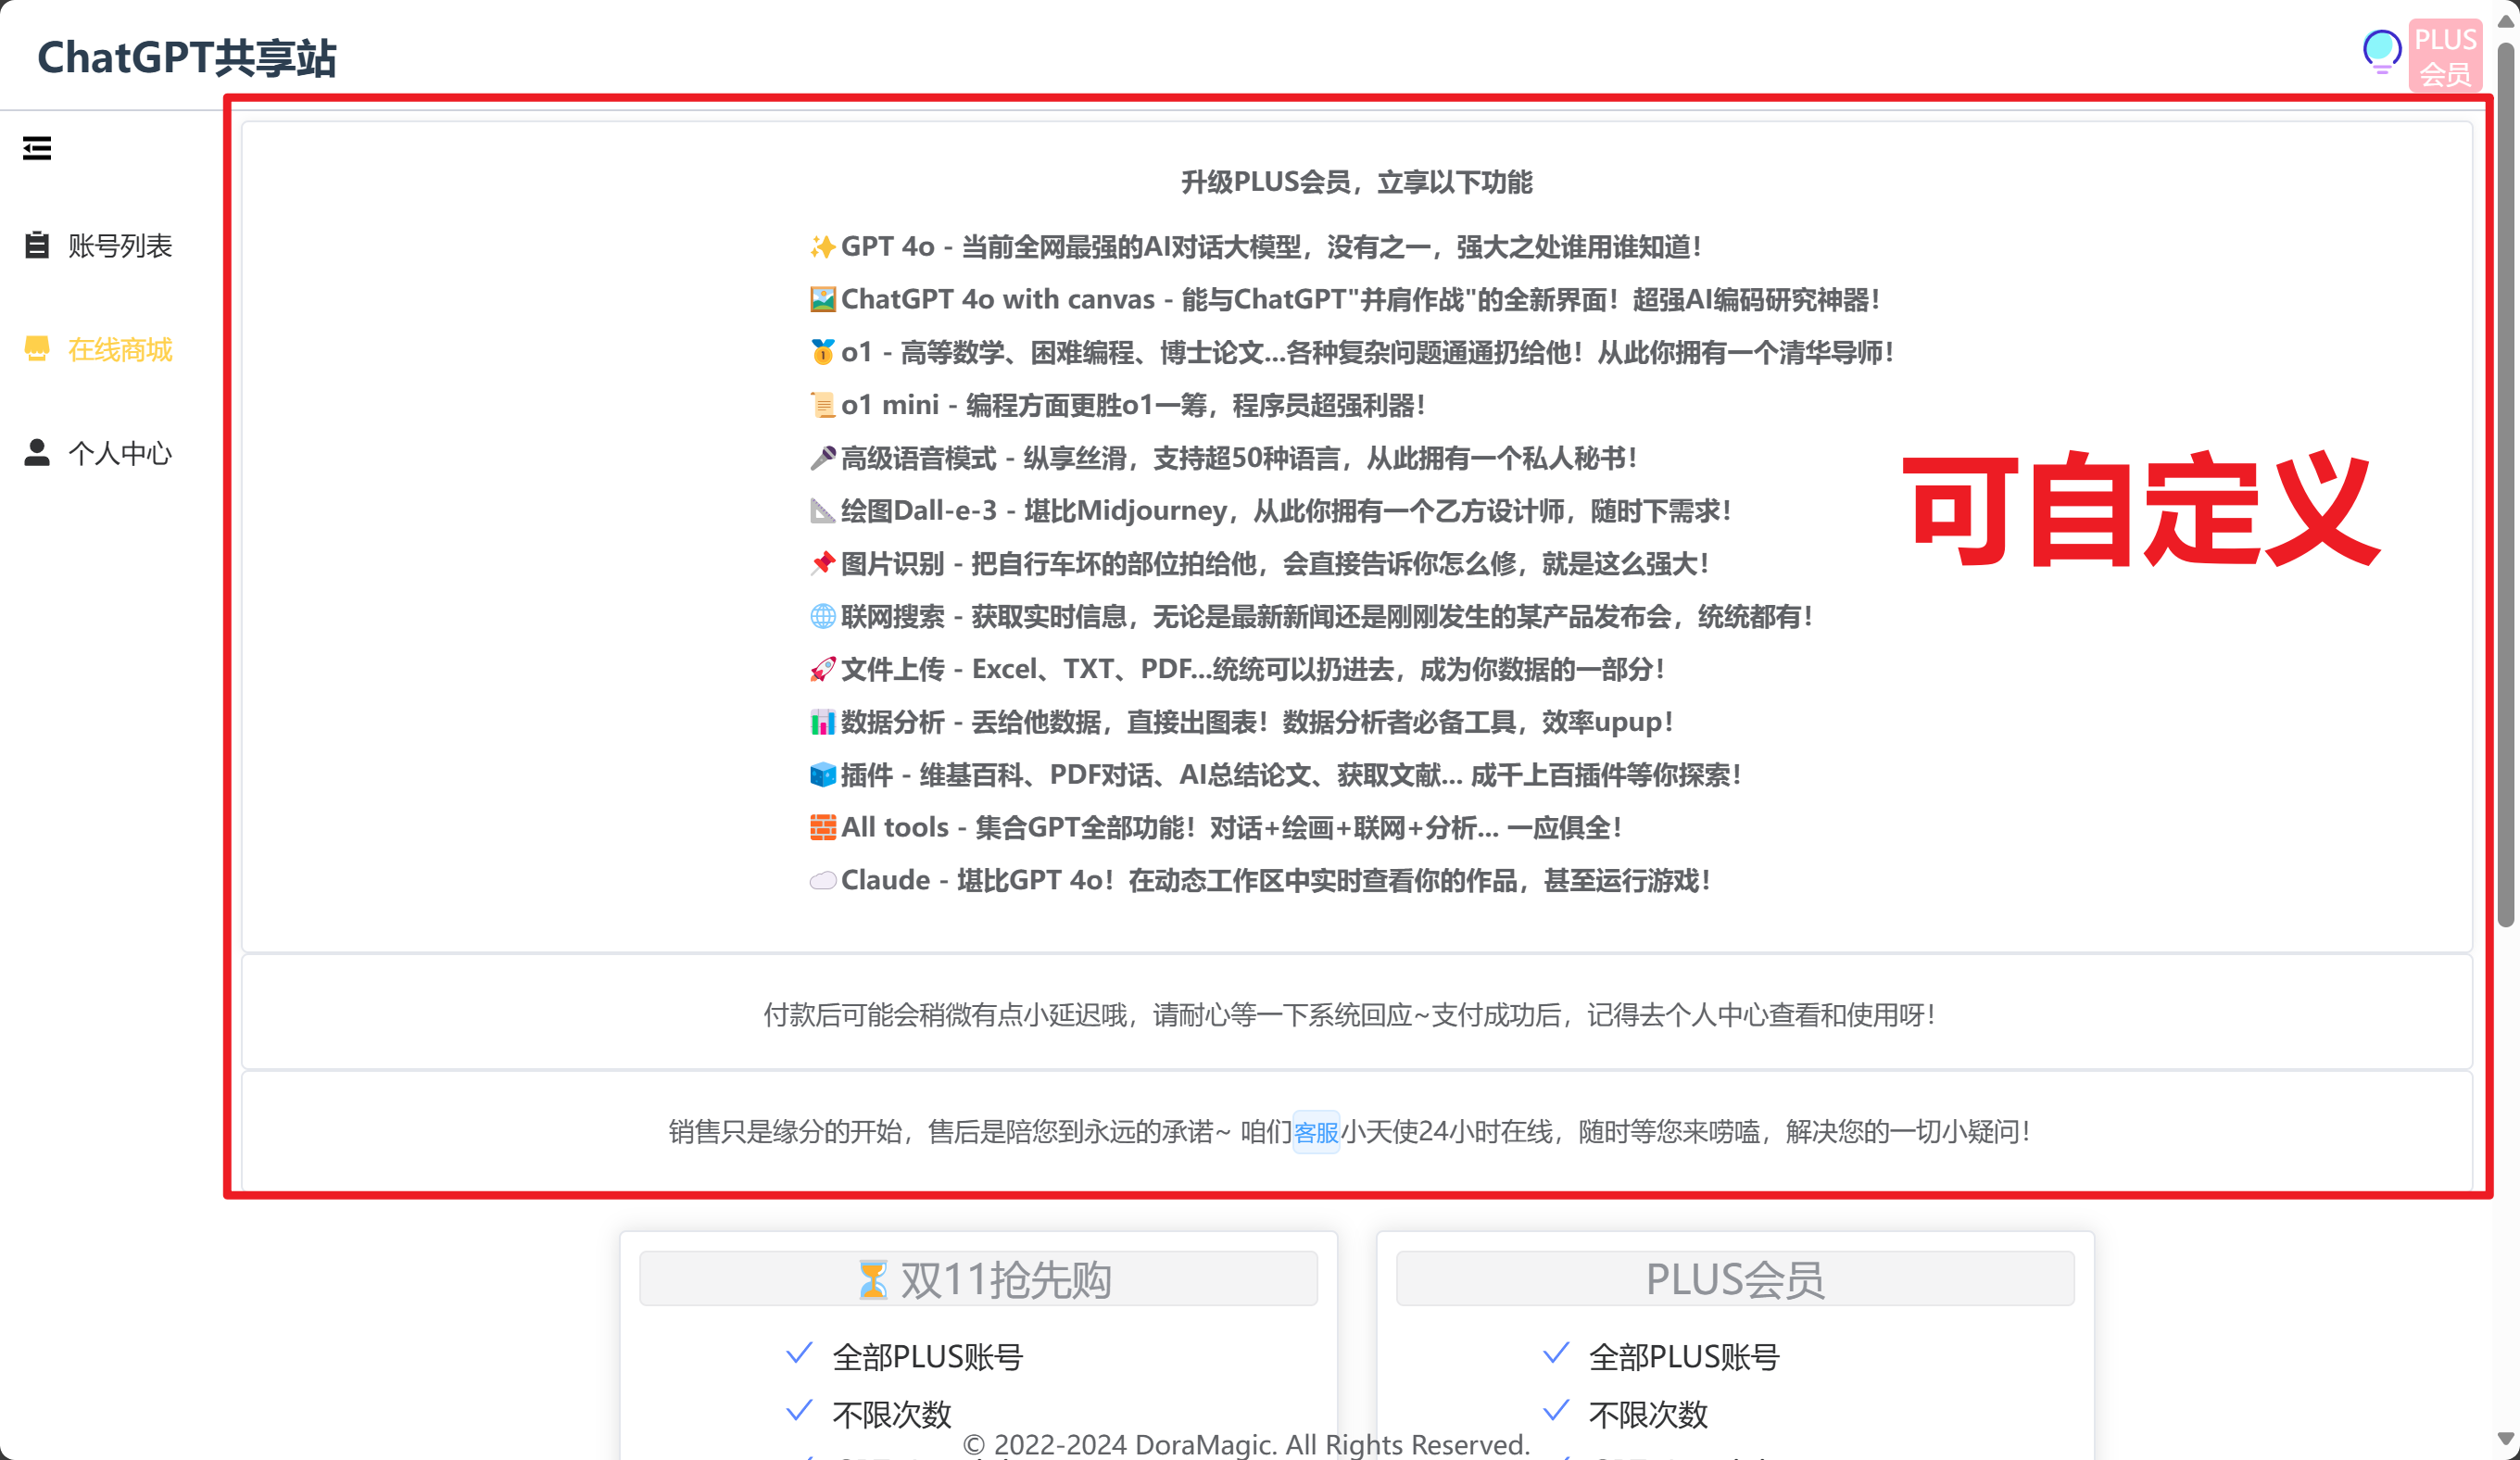 ChatGPT共享站
PLUS
会员
账号列表
在线商城
个人中心
升级PLUS会员，立享以下功能
✨GPT 4o - 当前全网最强的AI对话大模型，没有之一，强大之处谁用谁知道！
🖼️ChatGPT 4o with canvas - 能与ChatGPT"并肩作战"的全新界面！超强AI编码研究神器！
🥇o1 - 高等数学、困难编程、博士论文...各种复杂问题通通扔给他！从此你拥有一个清华导师！
📜o1 mini - 编程方面更胜o1一筹，程序员超强利器！
🎤高级语音模式 - 纵享丝滑，支持超50种语言，从此拥有一个私人秘书！
📐绘图Dall-e-3 - 堪比Midjourney，从此你拥有一个乙方设计师，随时下需求！
📌图片识别 - 把自行车坏的部位拍给他，会直接告诉你怎么修，就是这么强大！
🌐联网搜索 - 获取实时信息，无论是最新新闻还是刚刚发生的某产品发布会，统统都有！
🚀文件上传 - Excel、TXT、PDF...统统可以扔进去，成为你数据的一部分！
📊数据分析 - 丢给他数据，直接出图表！数据分析者必备工具，效率upup！
🧊插件 - 维基百科、PDF对话、AI总结论文、获取文献... 成千上百插件等你探索！
🧱All tools - 集合GPT全部功能！对话+绘画+联网+分析... 一应俱全！
☁️Claude - 堪比GPT 4o！在动态工作区中实时查看你的作品，甚至运行游戏！
可自定义
付款后可能会稍微有点小延迟哦，请耐心等一下系统回应~支付成功后，记得去个人中心查看和使用呀！
销售只是缘分的开始，售后是陪您到永远的承诺~ 咱们客服小天使24小时在线，随时等您来唠嗑，解决您的一切小疑问！
⏳双11抢先购
全部PLUS账号
不限次数
PLUS会员
全部PLUS账号
不限次数
© 2022-2024 DoraMagic. All Rights Reserved.